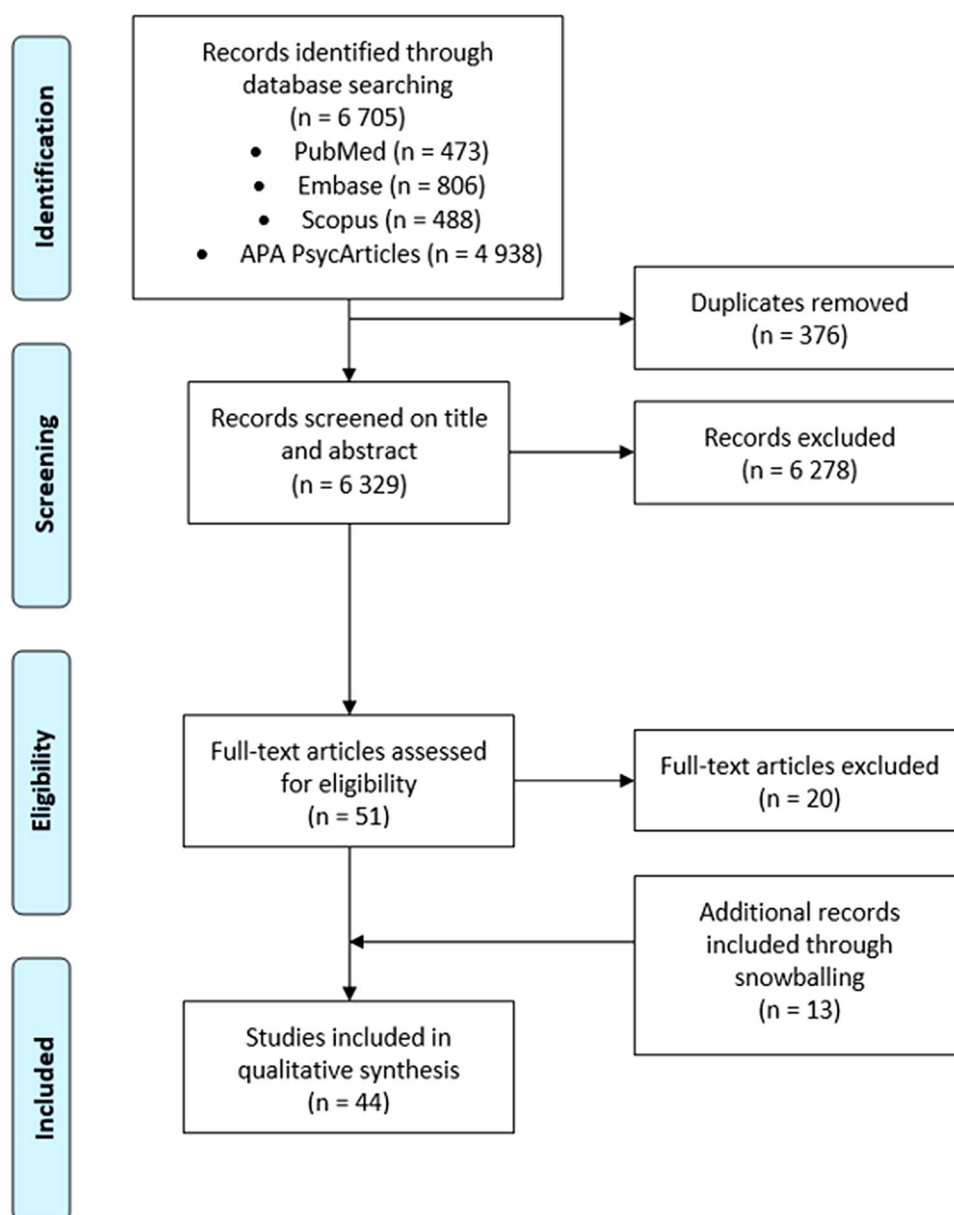 Identification
Records identified through
database searching
(n = 6 705)
• PubMed (n = 473)
• Embase (n = 806)
• Scopus (n = 488)
• APA PsycArticles (n = 4 938)
Duplicates removed
(n = 376)
Screening
Records screened on title
and abstract
(n = 6 329)
Records excluded
(n = 6 278)
Eligibility
Full-text articles assessed
for eligibility
(n = 51)
Full-text articles excluded
(n = 20)
Additional records
included through
snowballing
(n = 13)
Included
Studies included in
qualitative synthesis
(n = 44)